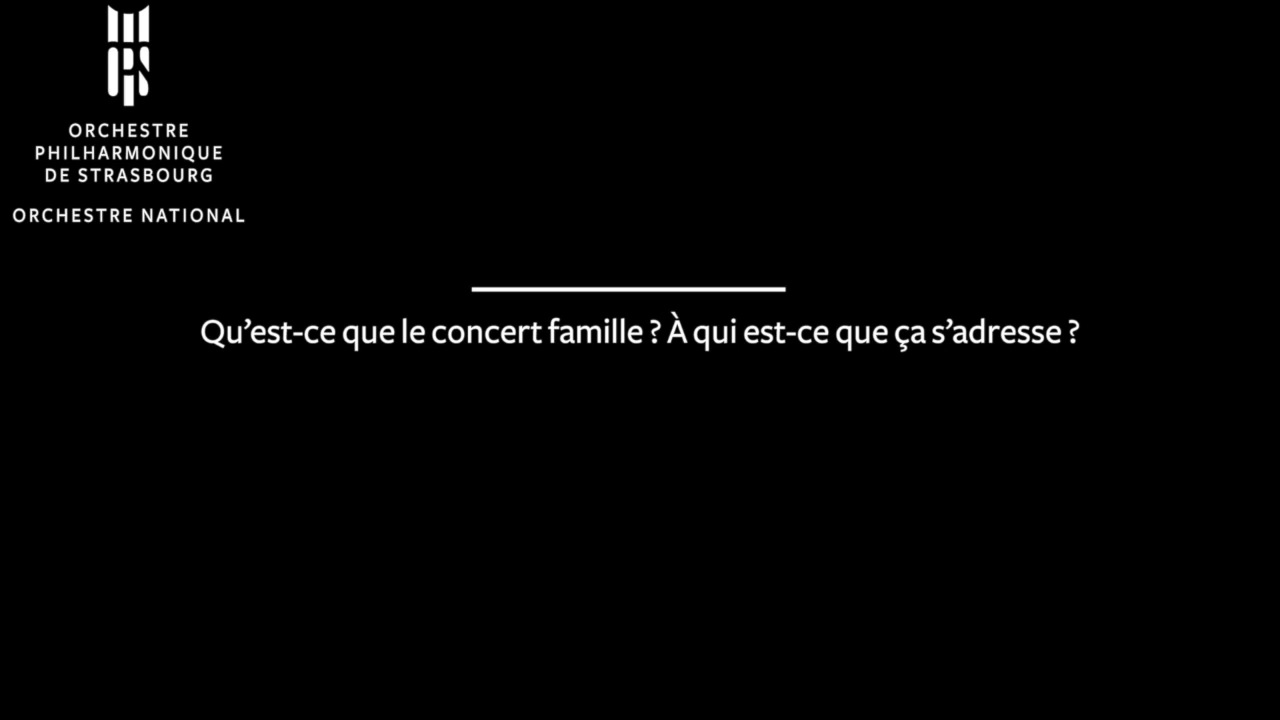 ORCHESTRE
PHILHARMONIQUE
DE STRASBOURG
ORCHESTRE NATIONAL
Qu’est-ce que le concert famille ? À qui est-ce que ça s’adresse ?